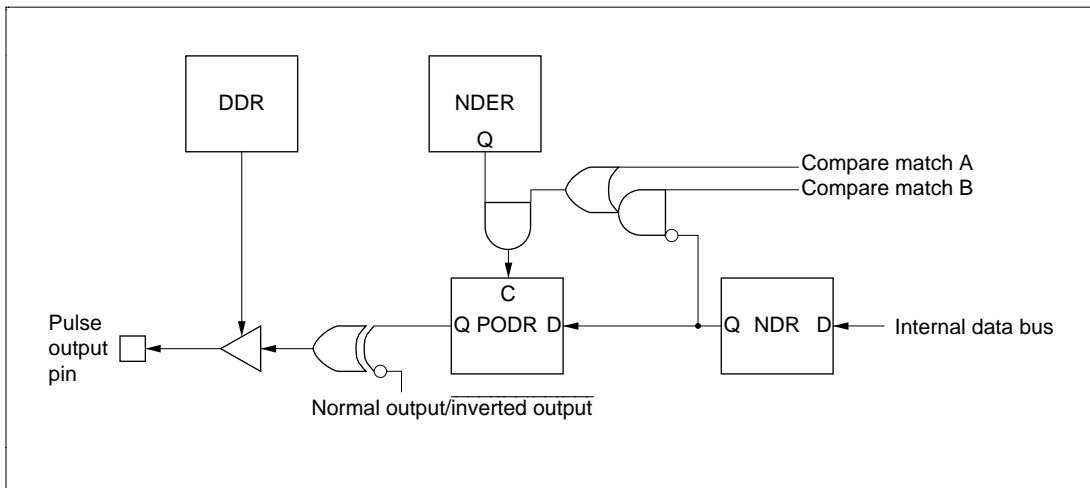 DDR
NDER
Q
Compare match A
Compare match B
C
Q PODR D
Q NDR D
Internal data bus
Pulse
output
pin
Normal output/inverted output